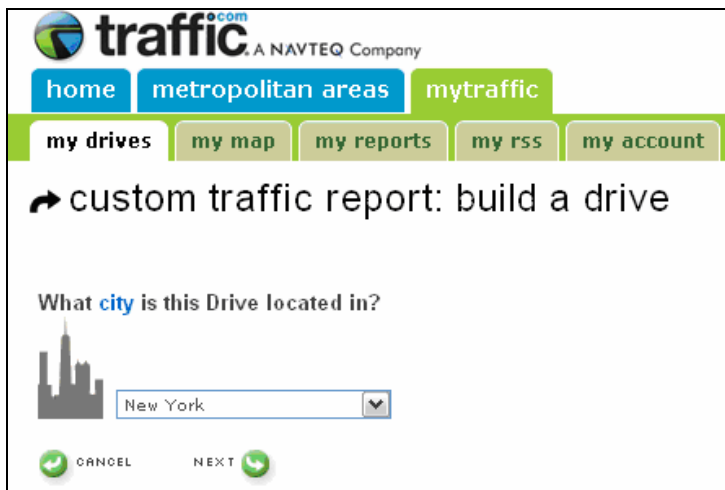 traffic.com A NAVTEQ Company
home metropolitan areas mytraffic
my drives my map my reports my rss my account
custom traffic report: build a drive
What city is this Drive located in?
New York
CANCEL NEXT